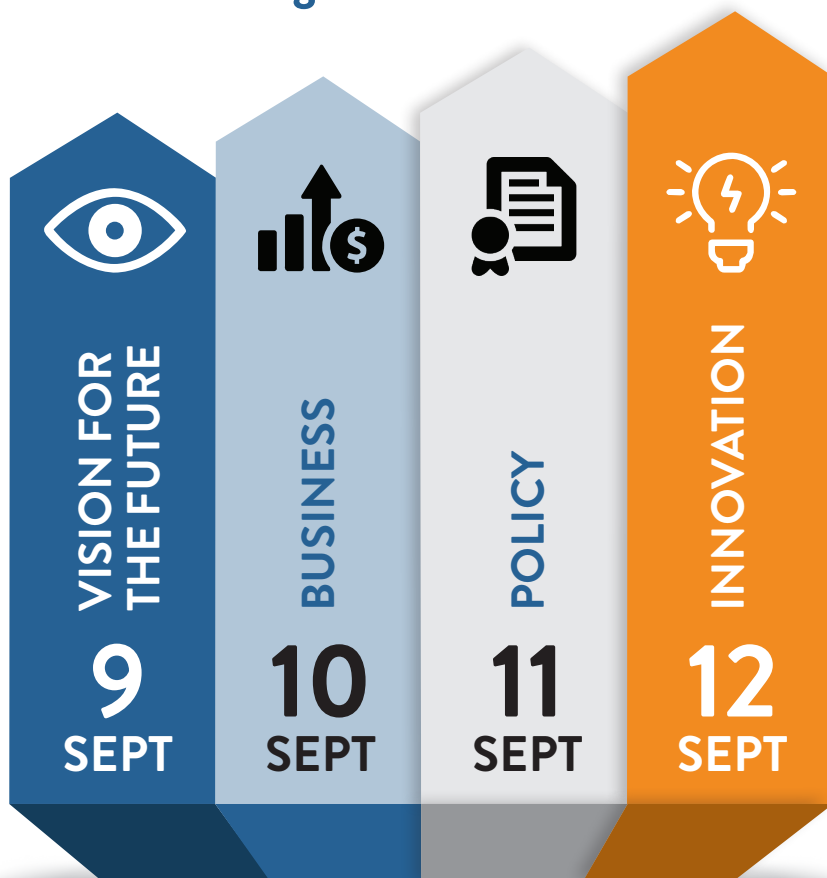 VISION FOR
THE FUTURE
9
SEPT
$
BUSINESS
10
SEPT
POLICY
11
SEPT
INNOVATION
12
SEPT